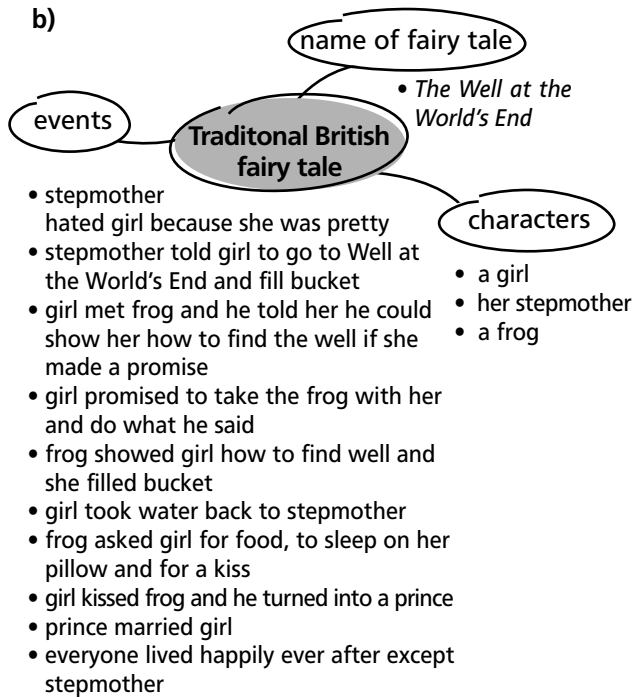 b)
name of fairy tale
• The Well at the
World's End
events
Traditonal British
fairy tale
• stepmother
hated girl because she was pretty
• stepmother told girl to go to Well at
the World's End and fill bucket
• girl met frog and he told her he could
show her how to find the well if she
made a promise
• girl promised to take the frog with her
and do what he said
• frog showed girl how to find well and
she filled bucket
• girl took water back to stepmother
• frog asked girl for food, to sleep on her
pillow and for a kiss
• girl kissed frog and he turned into a prince
• prince married girl
• everyone lived happily ever after except
stepmother
characters
• a girl
• her stepmother
• a frog